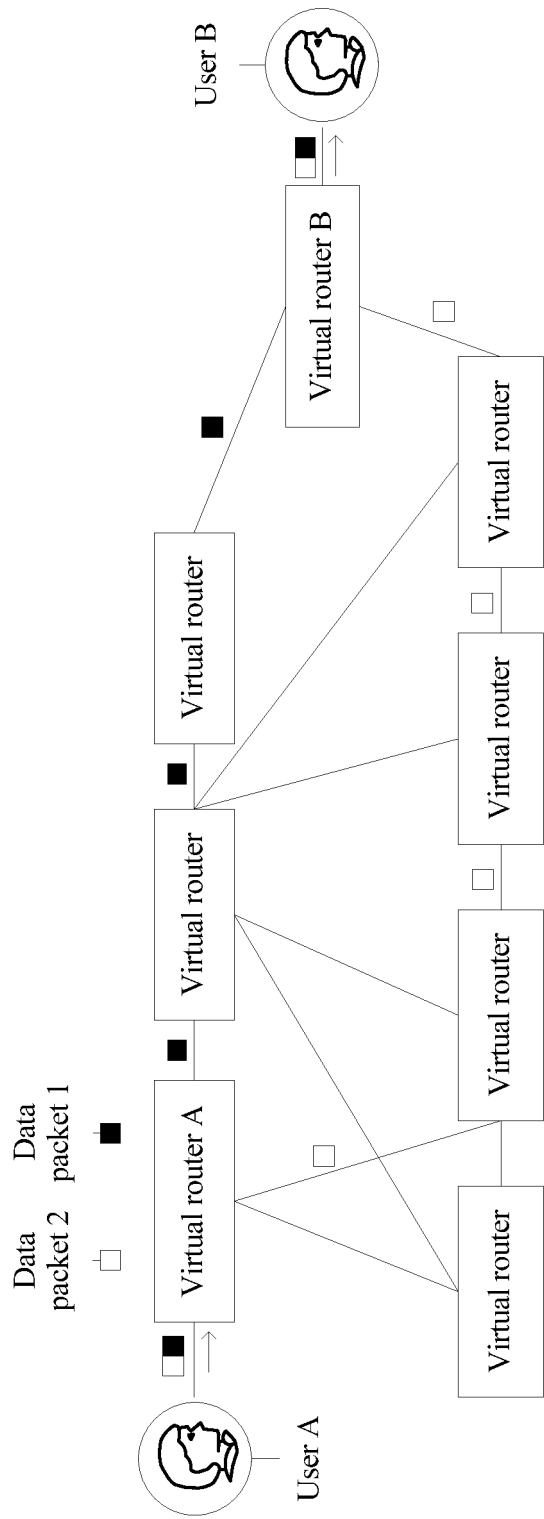 Data
packet 2
Data
packet 1
User A
Virtual router A
Virtual router
Virtual router
Virtual router B
User B
Virtual router
Virtual router
Virtual router
Virtual router